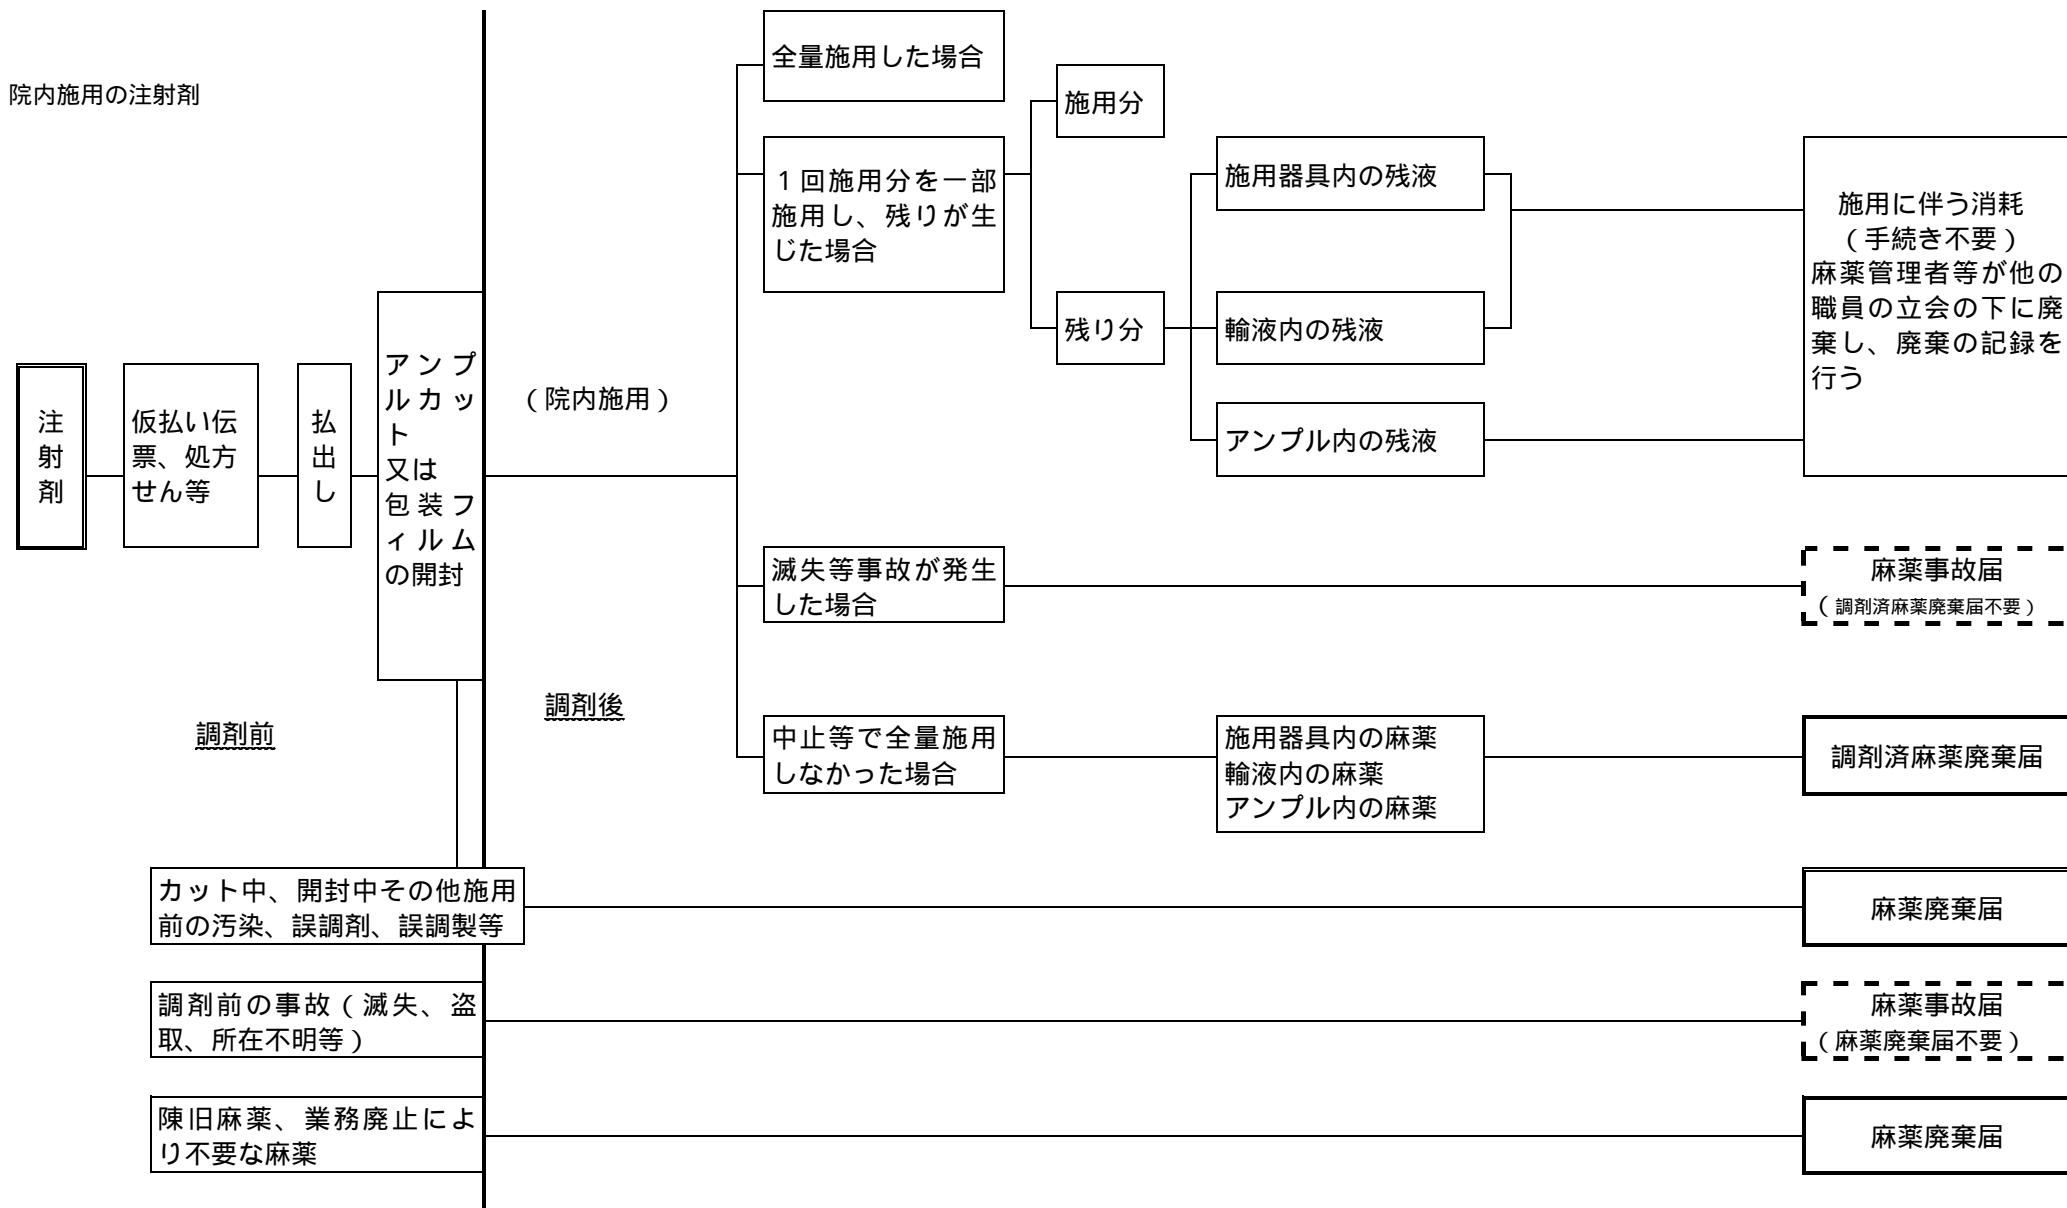 院内施用の注射剤
注
射
剤
仮払い伝
票、処方
せん等
払
出
し
アンプ
ルカッ
ト
又は
包装フ
ィルム
の開封
（院内施用）
調剤前
調剤後
全量施用した場合
１回施用分を一部
施用し、残りが生
じた場合
施用分
残り分
施用器具内の残液
輸液内の残液
アンプル内の残液
施用に伴う消耗
（手続き不要）
麻薬管理者等が他の
職員の立会の下に廃
棄し、廃棄の記録を
行う
滅失等事故が発生
した場合
麻薬事故届
（調剤済麻薬廃棄届不要）
中止等で全量施用
しなかった場合
施用器具内の麻薬
輸液内の麻薬
アンプル内の麻薬
調剤済麻薬廃棄届
カット中、開封中その他施用
前の汚染、誤調剤、誤調製等
麻薬廃棄届
調剤前の事故（滅失、盗
取、所在不明等）
麻薬事故届
（麻薬廃棄届不要）
陳旧麻薬、業務廃止によ
り不要な麻薬
麻薬廃棄届